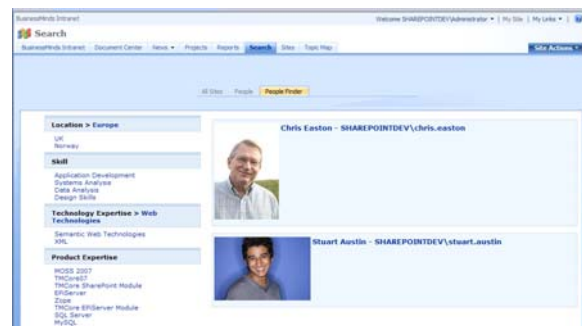 BusinessMinds Intranet
Welcome SHAREPOINTDEV\Administrator | My Site | My Links |
Search
BusinessMinds Intranet Document Center News Projects Reports Search Sites Topic Map
Site Actions
All Sites People People Finder
Location > Europe
UK
Norway
Skill
Application Development
Systems Analysis
Data Analysis
Design Skills
Technology Expertise > Web
Technologies
Semantic Web Technologies
XML
Product Expertise
MOSS 2007
TMCore07
TMCore SharePoint Module
EPiServer
Zope
TMCore EPiServer Module
SQL Server
MySQL
Chris Easton - SHAREPOINTDEV\chris.easton
Stuart Austin - SHAREPOINTDEV\stuart.austin